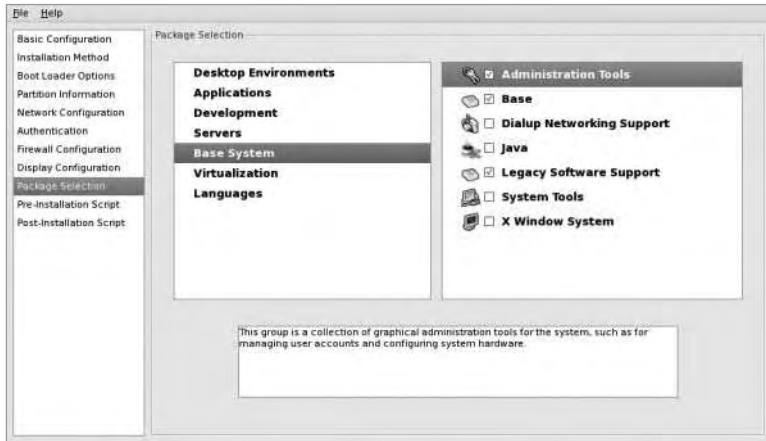 File Help
Basic Configuration
Installation Method
Boot Loader Options
Partition Information
Network Configuration
Authentication
Firewall Configuration
Display Configuration
Package Selection
Pre-Installation Script
Post-Installation Script
Package Selection
Desktop Environments
Applications
Development
Servers
Base System
Virtualization
Languages
Administration Tools
Base
Dialup Networking Support
Java
Legacy Software Support
System Tools
X Window System
This group is a collection of graphical administration tools for the system, such as for
managing user accounts and configuring system hardware.